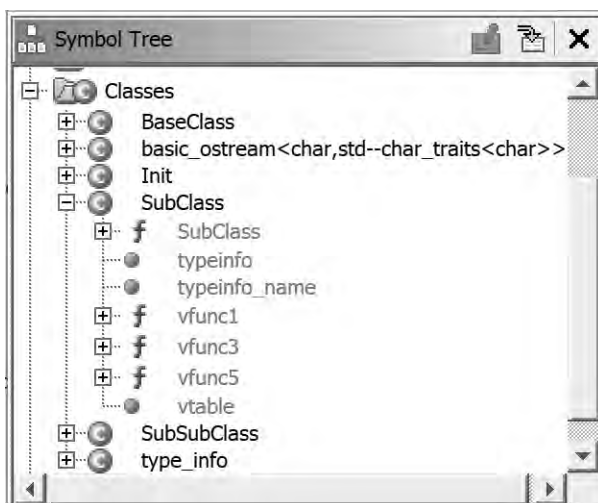 Symbol Tree
Classes
BaseClass
basic_ostream<char,std--char_traits<char>>
Init
SubClass
f SubClass
typeinfo
typeinfo_name
f vfunc1
f vfunc3
f vfunc5
vtable
SubSubClass
type_info